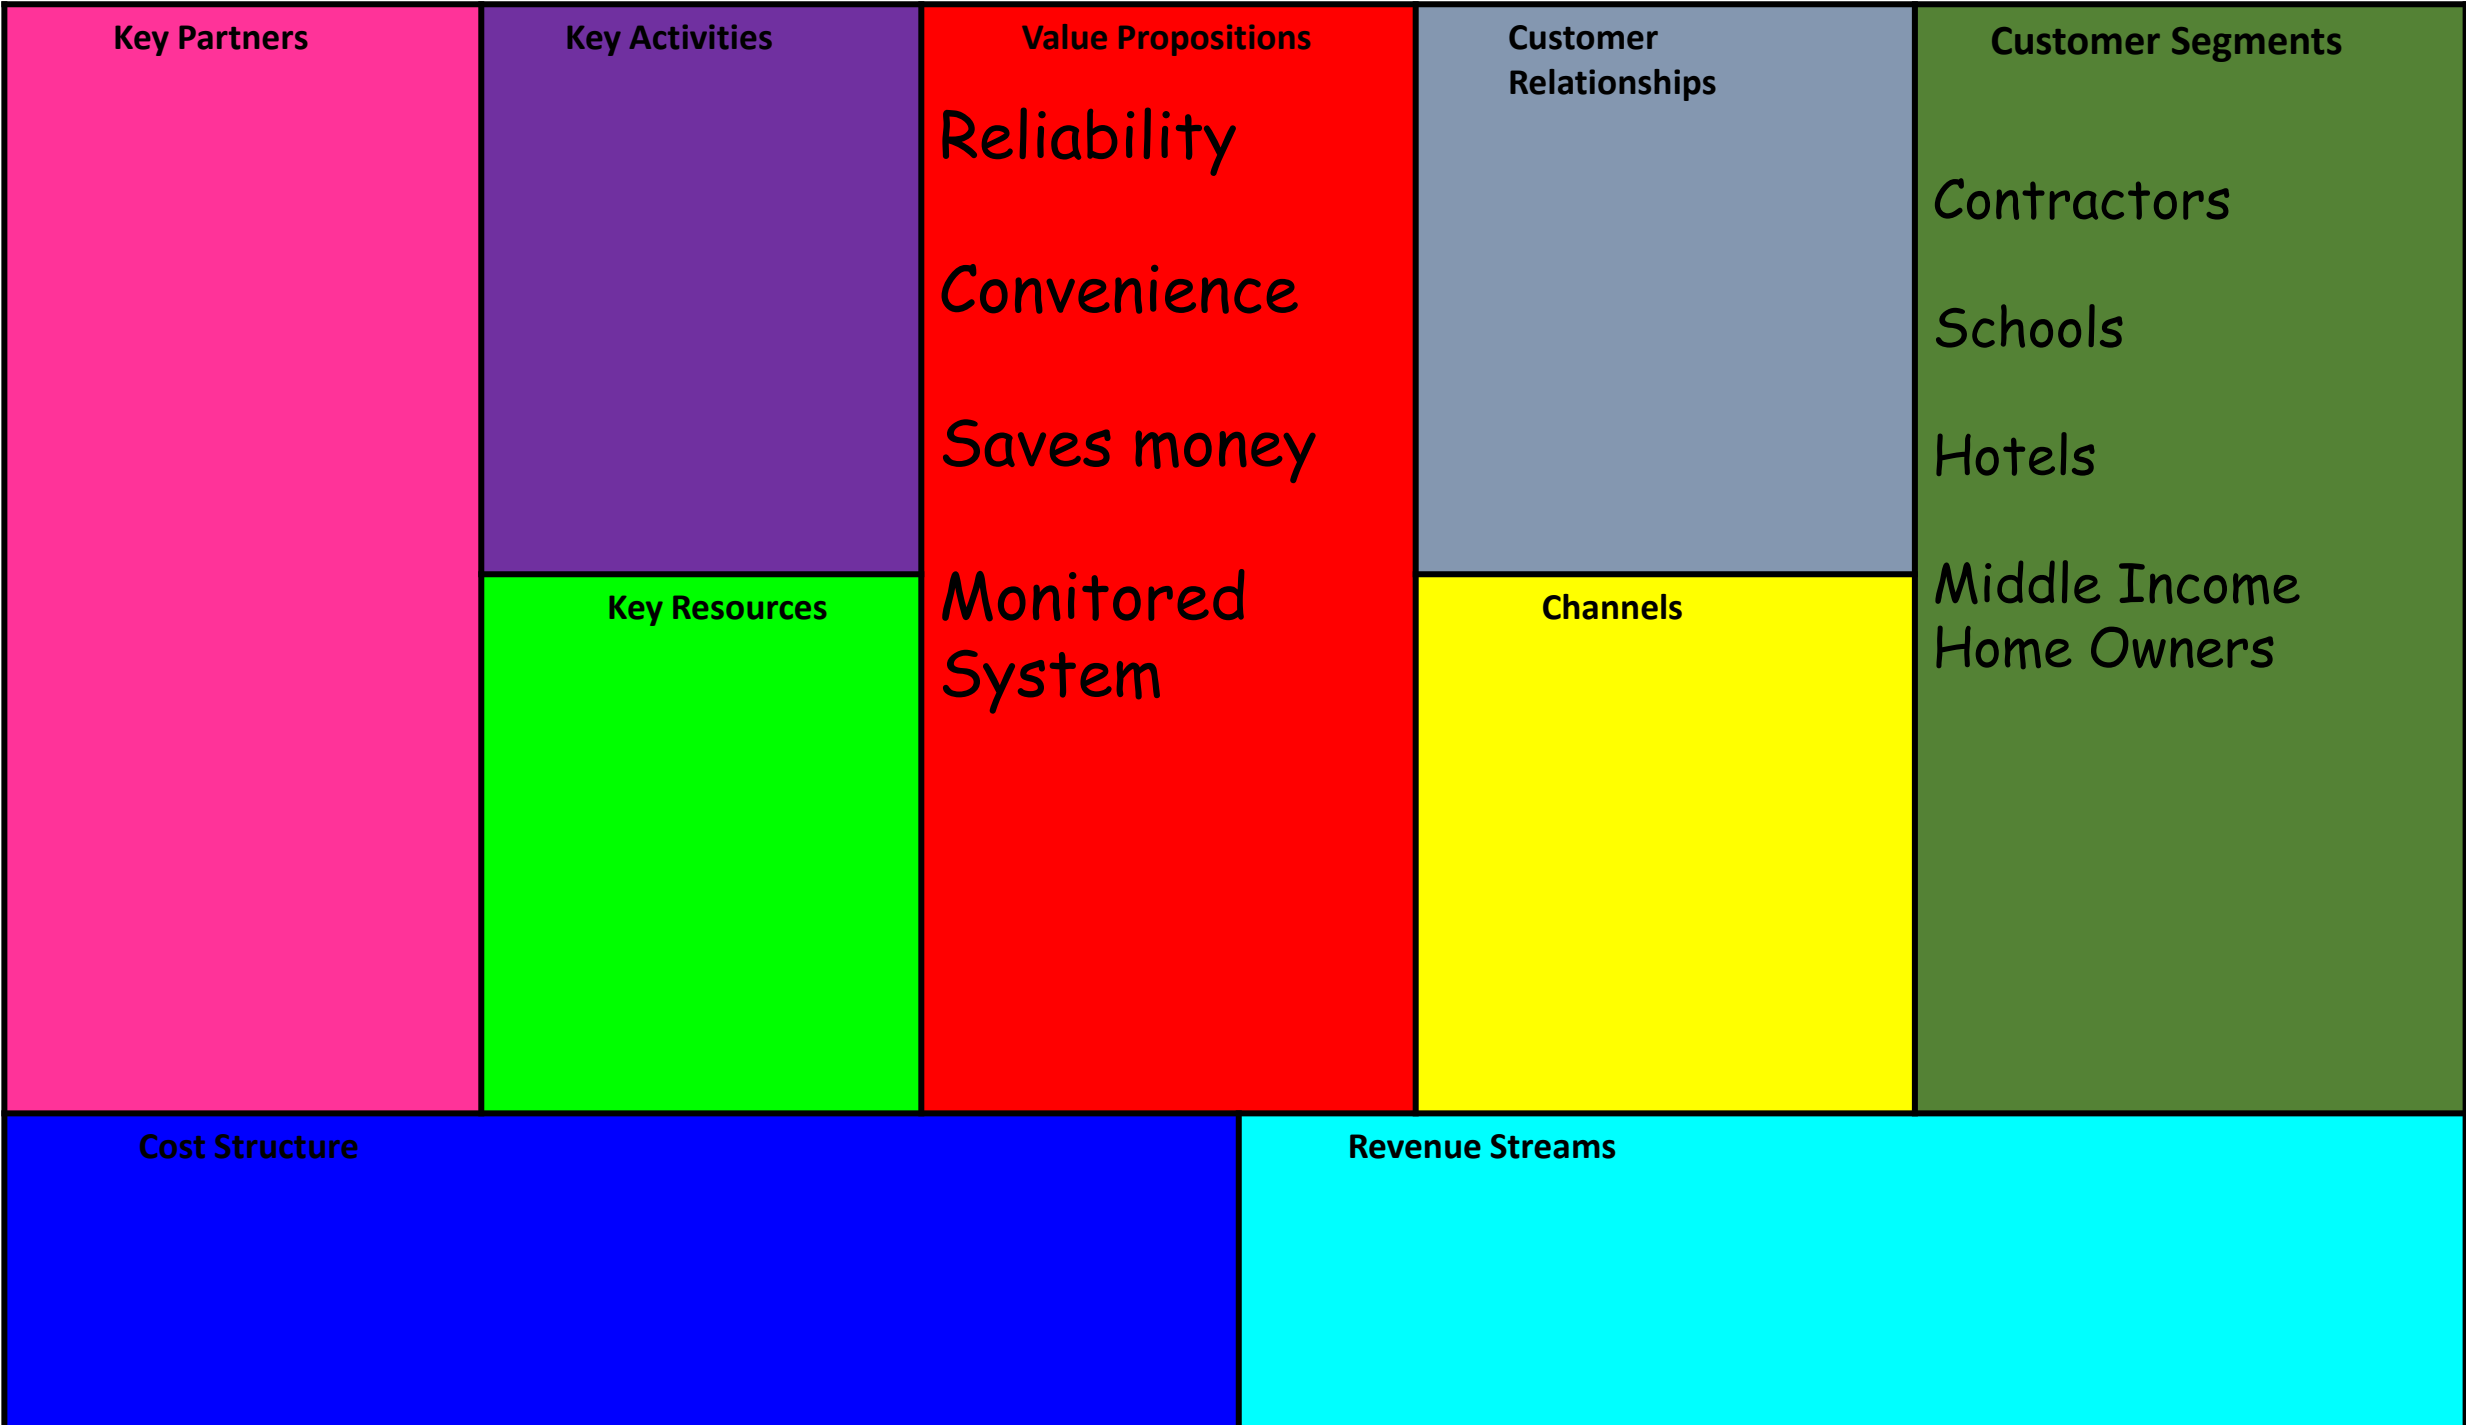 Key Partners
Key Activities
Value Propositions
Reliability
Convenience
Saves money
Monitored
System
Customer
Relationships
Customer Segments
Contractors
Schools
Hotels
Middle Income
Home Owners
Key Resources
Channels
Cost Structure
Revenue Streams